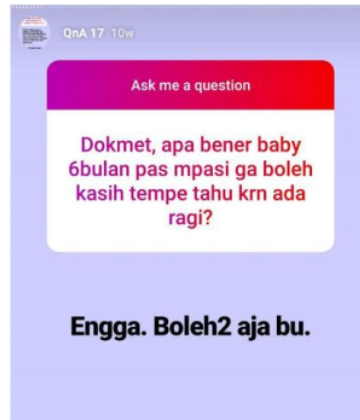 QnA 17 10w
Ask me a question
Dokmet, apa bener baby
6bulan pas mpasi ga boleh
kasih tempe tahu krn ada
ragi?
Engga. Boleh2 aja bu.